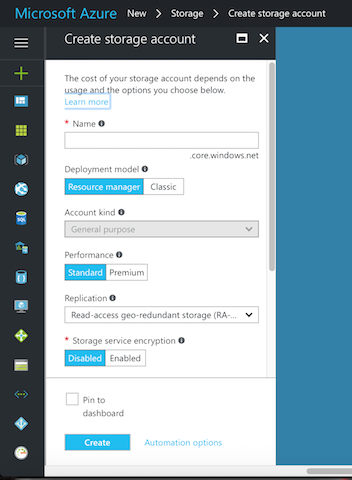 Microsoft Azure New > Storage > Create storage account
Create storage account
The cost of your storage account depends on the
usage and the options you choose below.
Learn more
* Name
.core.windows.net
Deployment model
Resource manager Classic
Account kind
General purpose
Performance
Standard Premium
Replication
Read-access geo-redundant storage (RA-...
* Storage service encryption
Disabled Enabled
Pin to
dashboard
Create Automation options